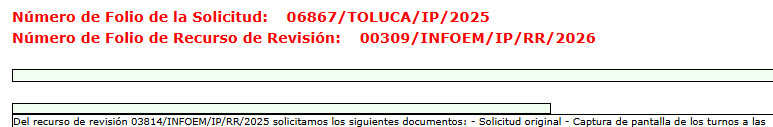 Número de Folio de la Solicitud: 06867/TOLUCA/IP/2025
Número de Folio de Recurso de Revisión: 00309/INFOEM/IP/RR/2026
Del recurso de revisión 03814/INFOEM/IP/RR/2025 solicitamos los siguientes documentos: - Solicitud original - Captura de pantalla de los turnos a las